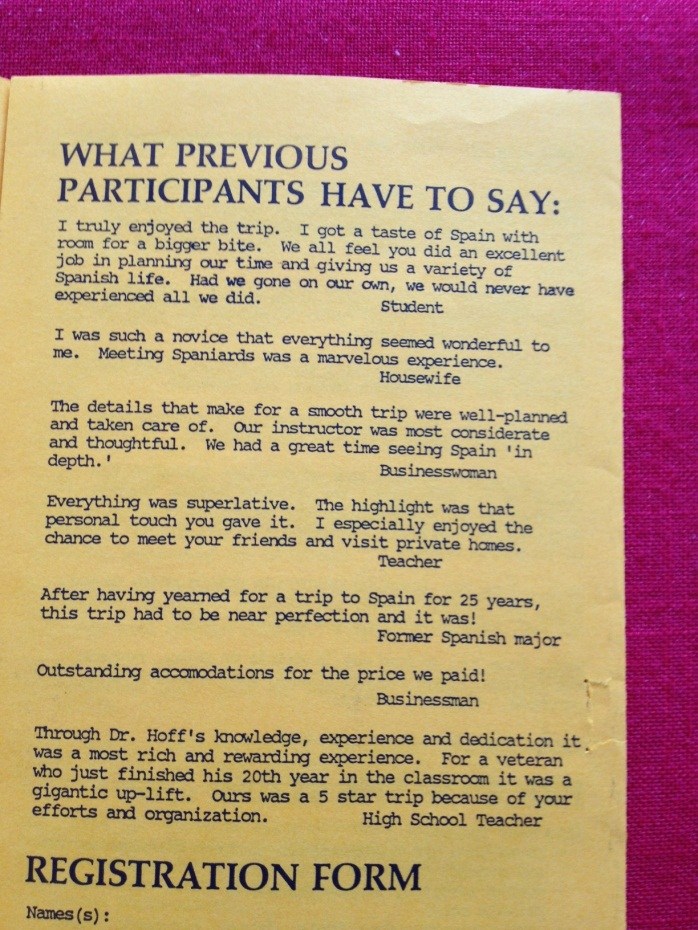 WHAT PREVIOUS
PARTICIPANTS HAVE TO SAY:
I truly enjoyed the trip. I got a taste of Spain with
room for a bigger bite. We all feel you did an excellent
job in planning our time and giving us a variety of
Spanish life. Had we gone on our own, we would never have
experienced all we did. Student
I was such a novice that everything seemed wonderful to
me. Meeting Spaniards was a marvelous experience.
Housewife
The details that make for a smooth trip were well-planned
and taken care of. Our instructor was most considerate
and thoughtful. We had a great time seeing Spain 'in
depth.' Businesswoman
Everything was superlative. The highlight was that
personal touch you gave it. I especially enjoyed the
chance to meet your friends and visit private homes.
Teacher
After having yearned for a trip to Spain for 25 years,
this trip had to be near perfection and it was!
Former Spanish major
Outstanding accomodations for the price we paid!
Businessman
Through Dr. Hoff's knowledge, experience and dedication it
was a most rich and rewarding experience. For a veteran
who just finished his 20th year in the classroom it was a
gigantic up-lift. Ours was a 5 star trip because of your
efforts and organization. High School Teacher
REGISTRATION FORM
Names(s):